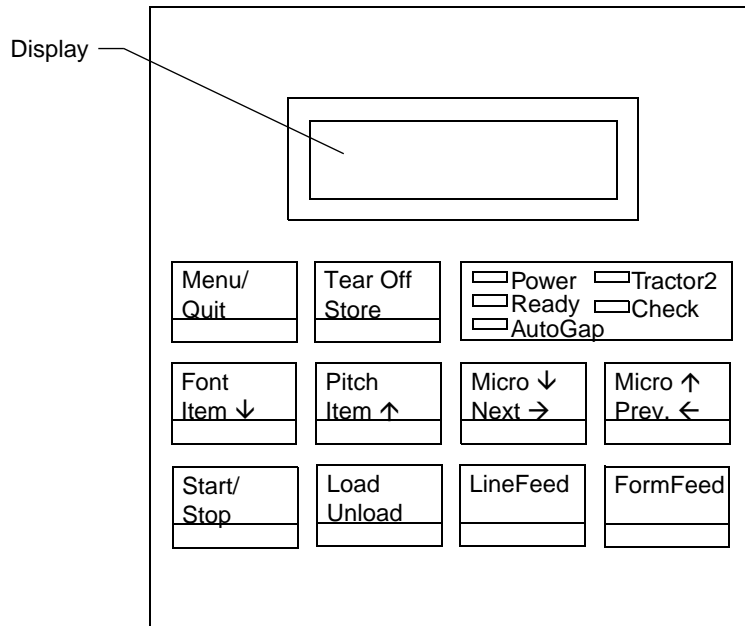 Display
Menu/
Quit
Tear Off
Store
Power
Tractor2
Ready
Check
AutoGap
Font
Item ↓
Pitch
Item ↑
Micro ↓
Next →
Micro ↑
Prev. ←
Start/
Stop
Load
Unload
LineFeed
FormFeed